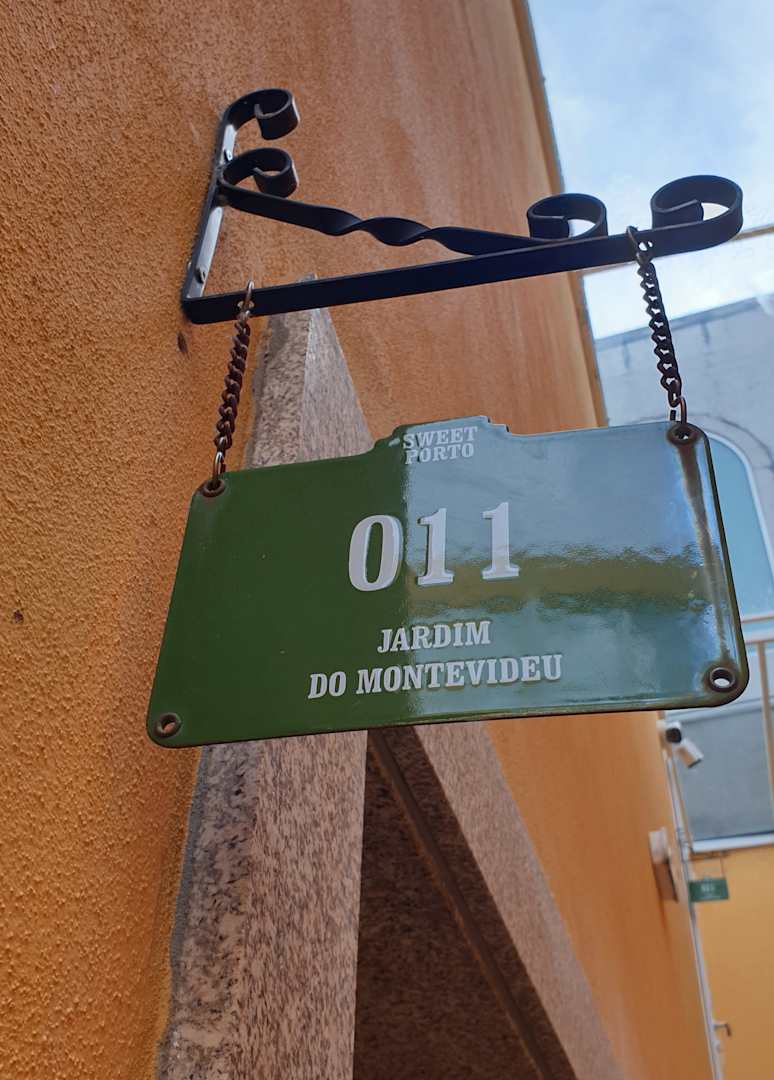 SWEET
PORTO
011
JARDIM
DO MONTEVIDEU